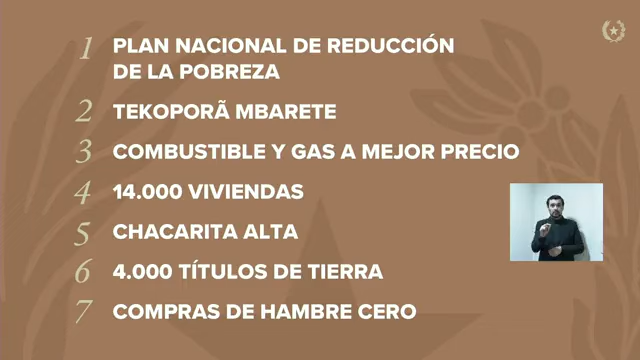 1 PLAN NACIONAL DE REDUCCIÓN
DE LA POBREZA
2 TEKOPORÃ MBARETE
3 COMBUSTIBLE Y GAS A MEJOR PRECIO
4 14.000 VIVIENDAS
5 CHACARITA ALTA
6 4.000 TÍTULOS DE TIERRA
7 COMPRAS DE HAMBRE CERO